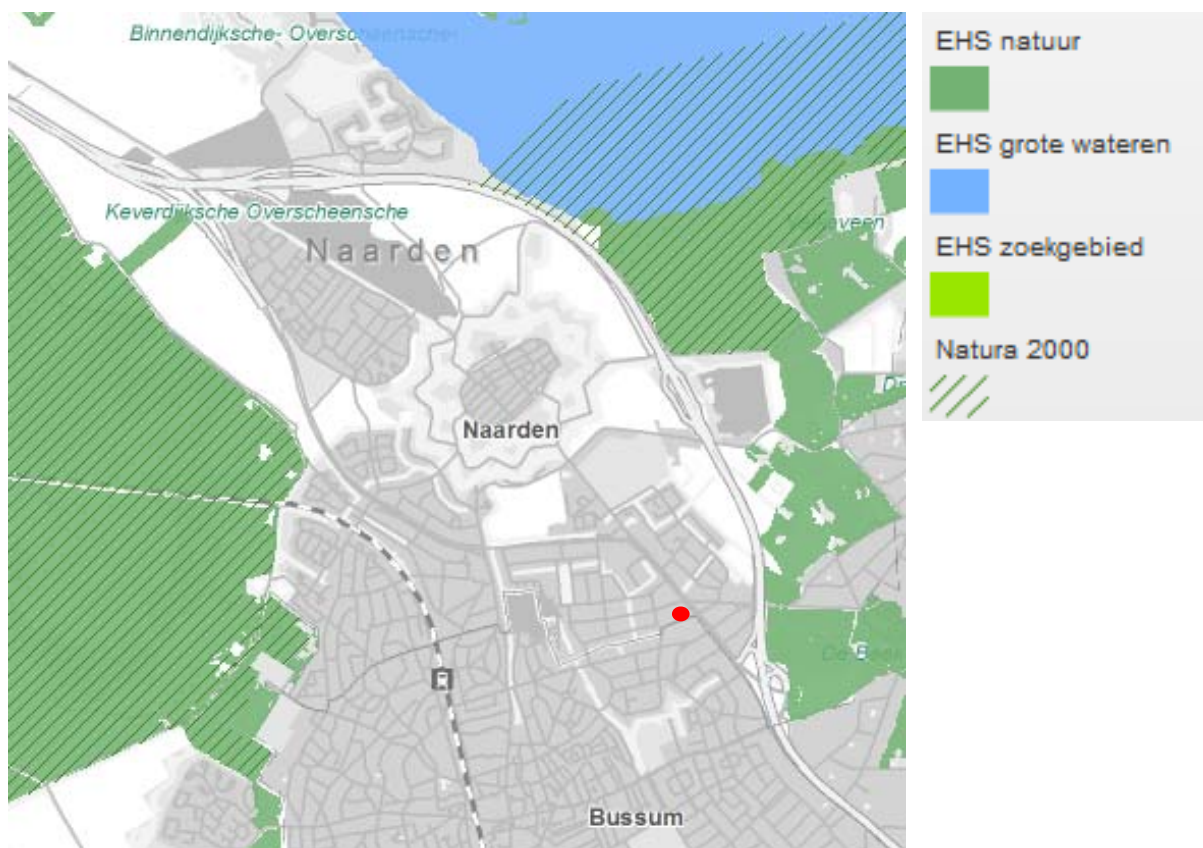 Binnendijksche- Overscheensche
Keverdijksche Overscheensche
Naarden
Naarden
Bussum
EHS natuur
EHS grote wateren
EHS zoekgebied
Natura 2000